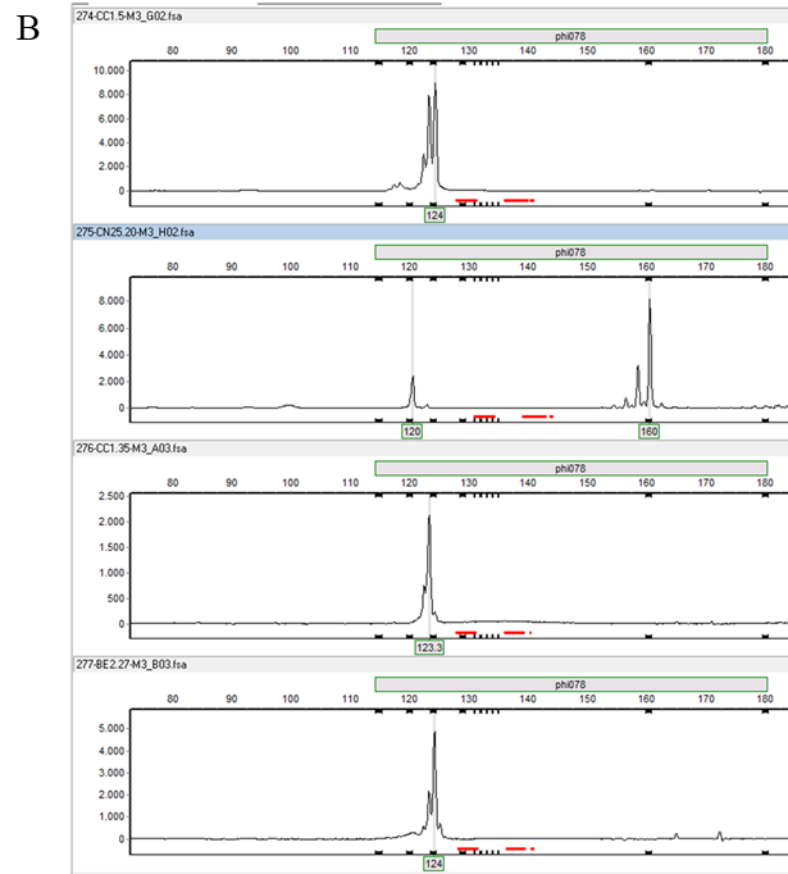 B
274-CC1.5-M3_G02.fsa
phi078
80 90 100 110 120 130 140 150 160 170 180
10.000
8.000
6.000
4.000
2.000
0
124
275-CN25.20-M3_H02.fsa
phi078
80 90 100 110 120 130 140 150 160 170 180
8.000
6.000
4.000
2.000
0
120 160
276-CC1.35-M3_A03.fsa
phi078
80 90 100 110 120 130 140 150 160 170 180
2.500
2.000
1.500
1.000
500
0
123.3
277-BE2.27-M3_B03.fsa
phi078
80 90 100 110 120 130 140 150 160 170 180
5.000
4.000
3.000
2.000
1.000
0
124